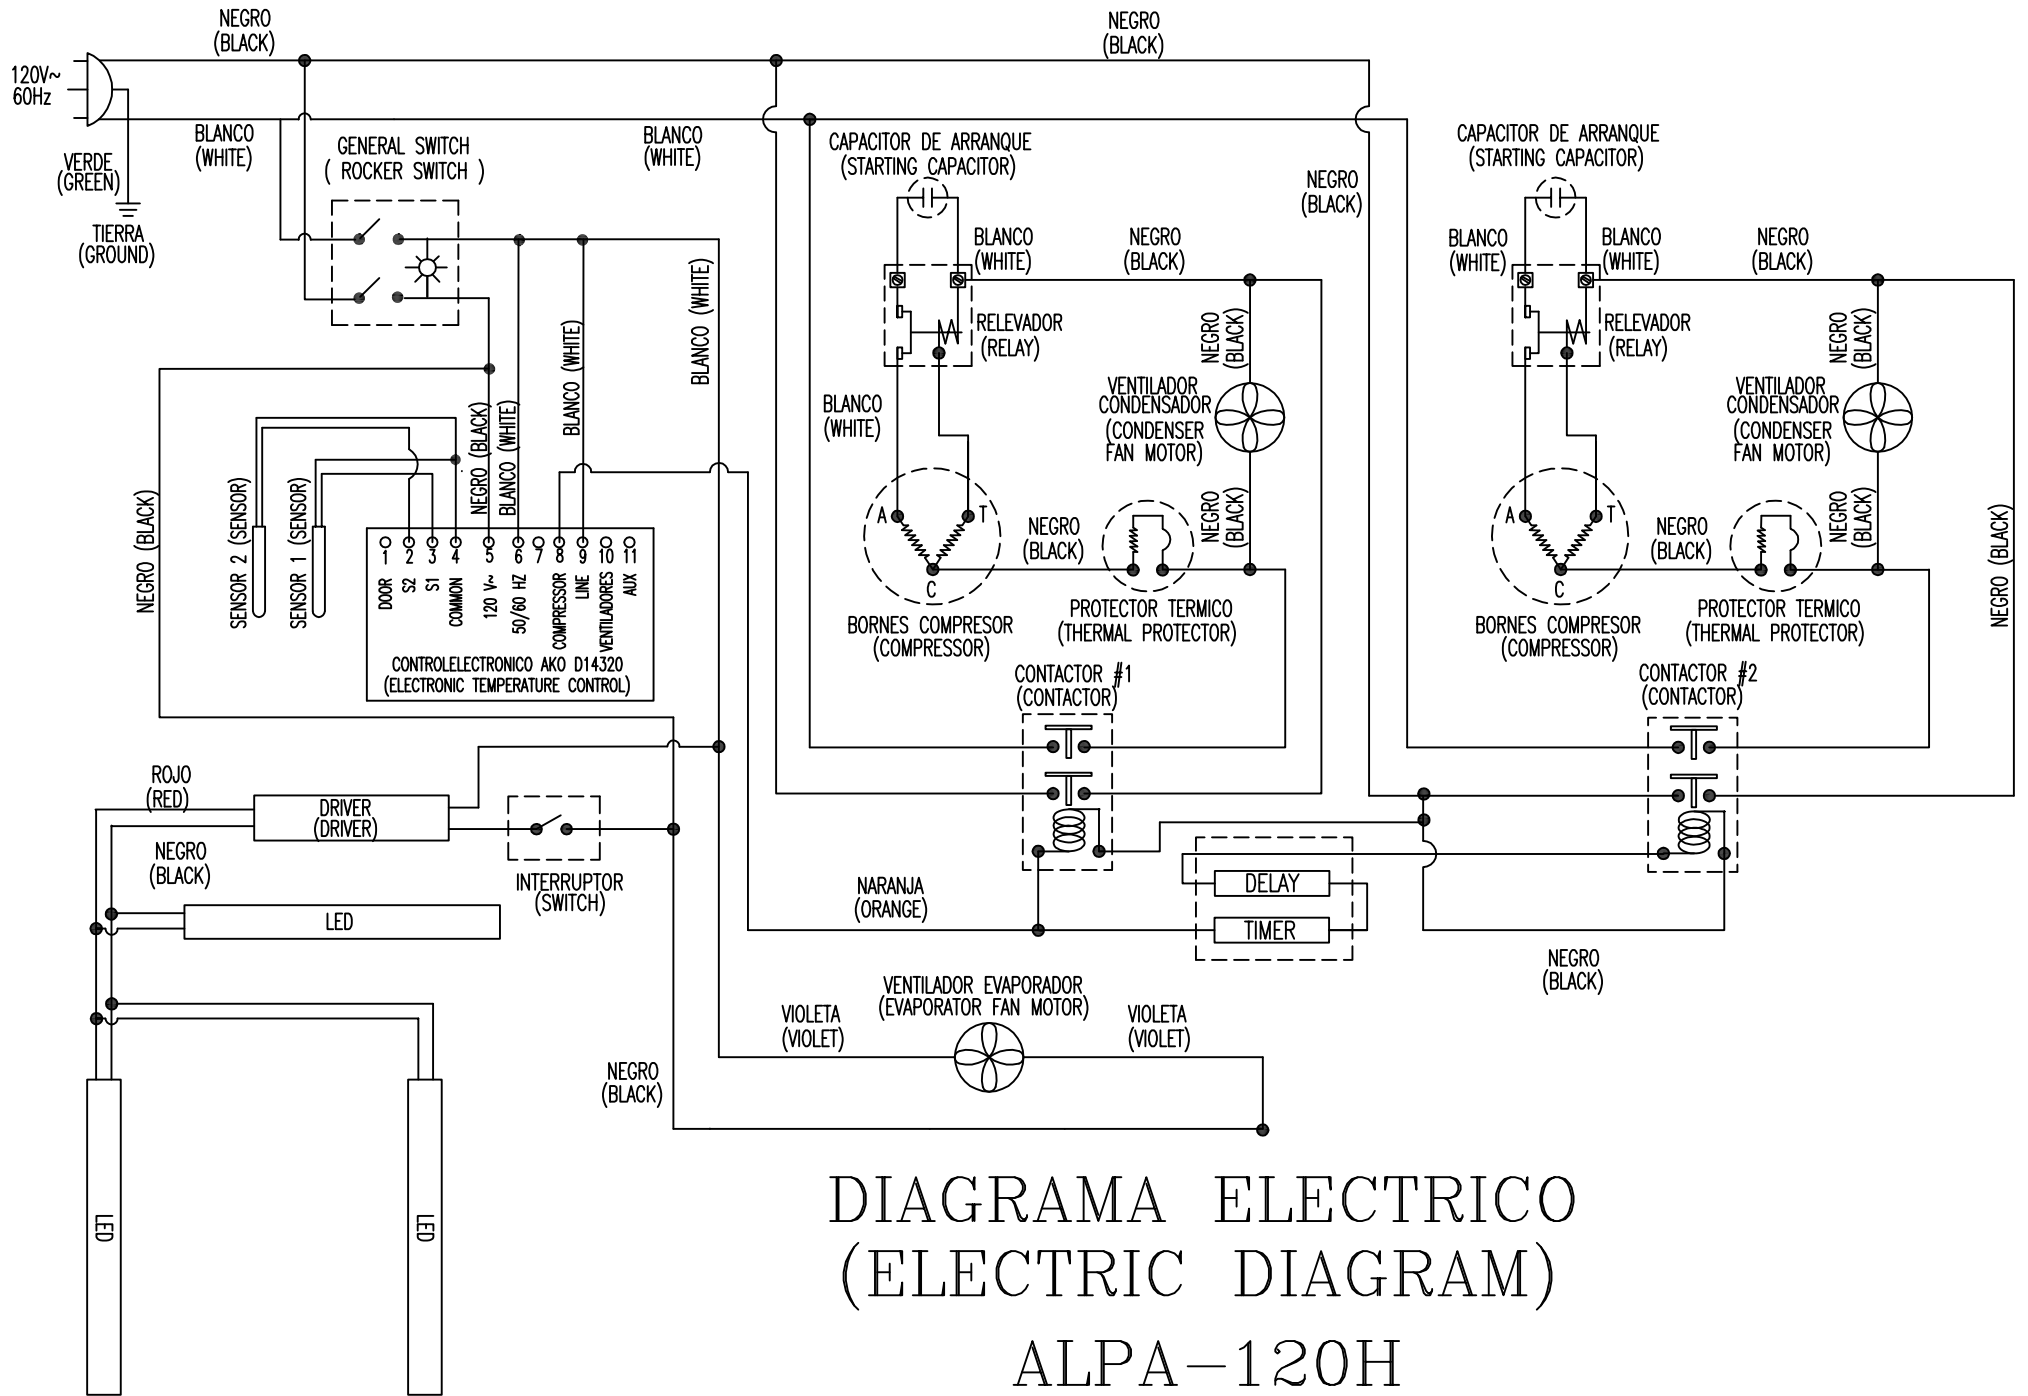 NEGRO
(BLACK)
NEGRO
(BLACK)
120V~
60Hz
BLANCO
(WHITE)
VERDE
(GREEN)
TIERRA
(GROUND)
GENERAL SWITCH
( ROCKER SWITCH )
BLANCO
(WHITE)
CAPACITOR DE ARRANQUE
(STARTING CAPACITOR)
NEGRO
(BLACK)
CAPACITOR DE ARRANQUE
(STARTING CAPACITOR)
BLANCO
(WHITE)
NEGRO
(BLACK)
BLANCO
(WHITE)
BLANCO
(WHITE)
NEGRO
(BLACK)
BLANCO (WHITE)
BLANCO (WHITE)
NEGRO (BLACK)
BLANCO (WHITE)
RELEVADOR
(RELAY)
NEGRO
(BLACK)
RELEVADOR
(RELAY)
NEGRO
(BLACK)
BLANCO
(WHITE)
VENTILADOR
CONDENSADOR
(CONDENSER
FAN MOTOR)
VENTILADOR
CONDENSADOR
(CONDENSER
FAN MOTOR)
NEGRO (BLACK)
SENSOR 2 (SENSOR)
SENSOR 1 (SENSOR)
A
T
C
NEGRO
(BLACK)
NEGRO
(BLACK)
A
T
C
NEGRO
(BLACK)
NEGRO
(BLACK)
NEGRO (BLACK)
1 2 3 4 5 6 7 8 9 10 11
DOOR
S2
S1
COMMON
120 V~
50/60 HZ
COMPRESSOR
LINE
VENTILADORES
AUX
CONTROLELECTRONICO AKO D14320
(ELECTRONIC TEMPERATURE CONTROL)
BORNES COMPRESOR
(COMPRESSOR)
PROTECTOR TERMICO
(THERMAL PROTECTOR)
BORNES COMPRESOR
(COMPRESSOR)
PROTECTOR TERMICO
(THERMAL PROTECTOR)
CONTACTOR #1
(CONTACTOR)
CONTACTOR #2
(CONTACTOR)
ROJO
(RED)
DRIVER
(DRIVER)
NEGRO
(BLACK)
INTERRUPTOR
(SWITCH)
LED
NARANJA
(ORANGE)
DELAY
TIMER
NEGRO
(BLACK)
VENTILADOR EVAPORADOR
(EVAPORATOR FAN MOTOR)
VIOLETA
(VIOLET)
VIOLETA
(VIOLET)
NEGRO
(BLACK)
LED
LED
DIAGRAMA ELECTRICO
(ELECTRIC DIAGRAM)
ALPA-120H